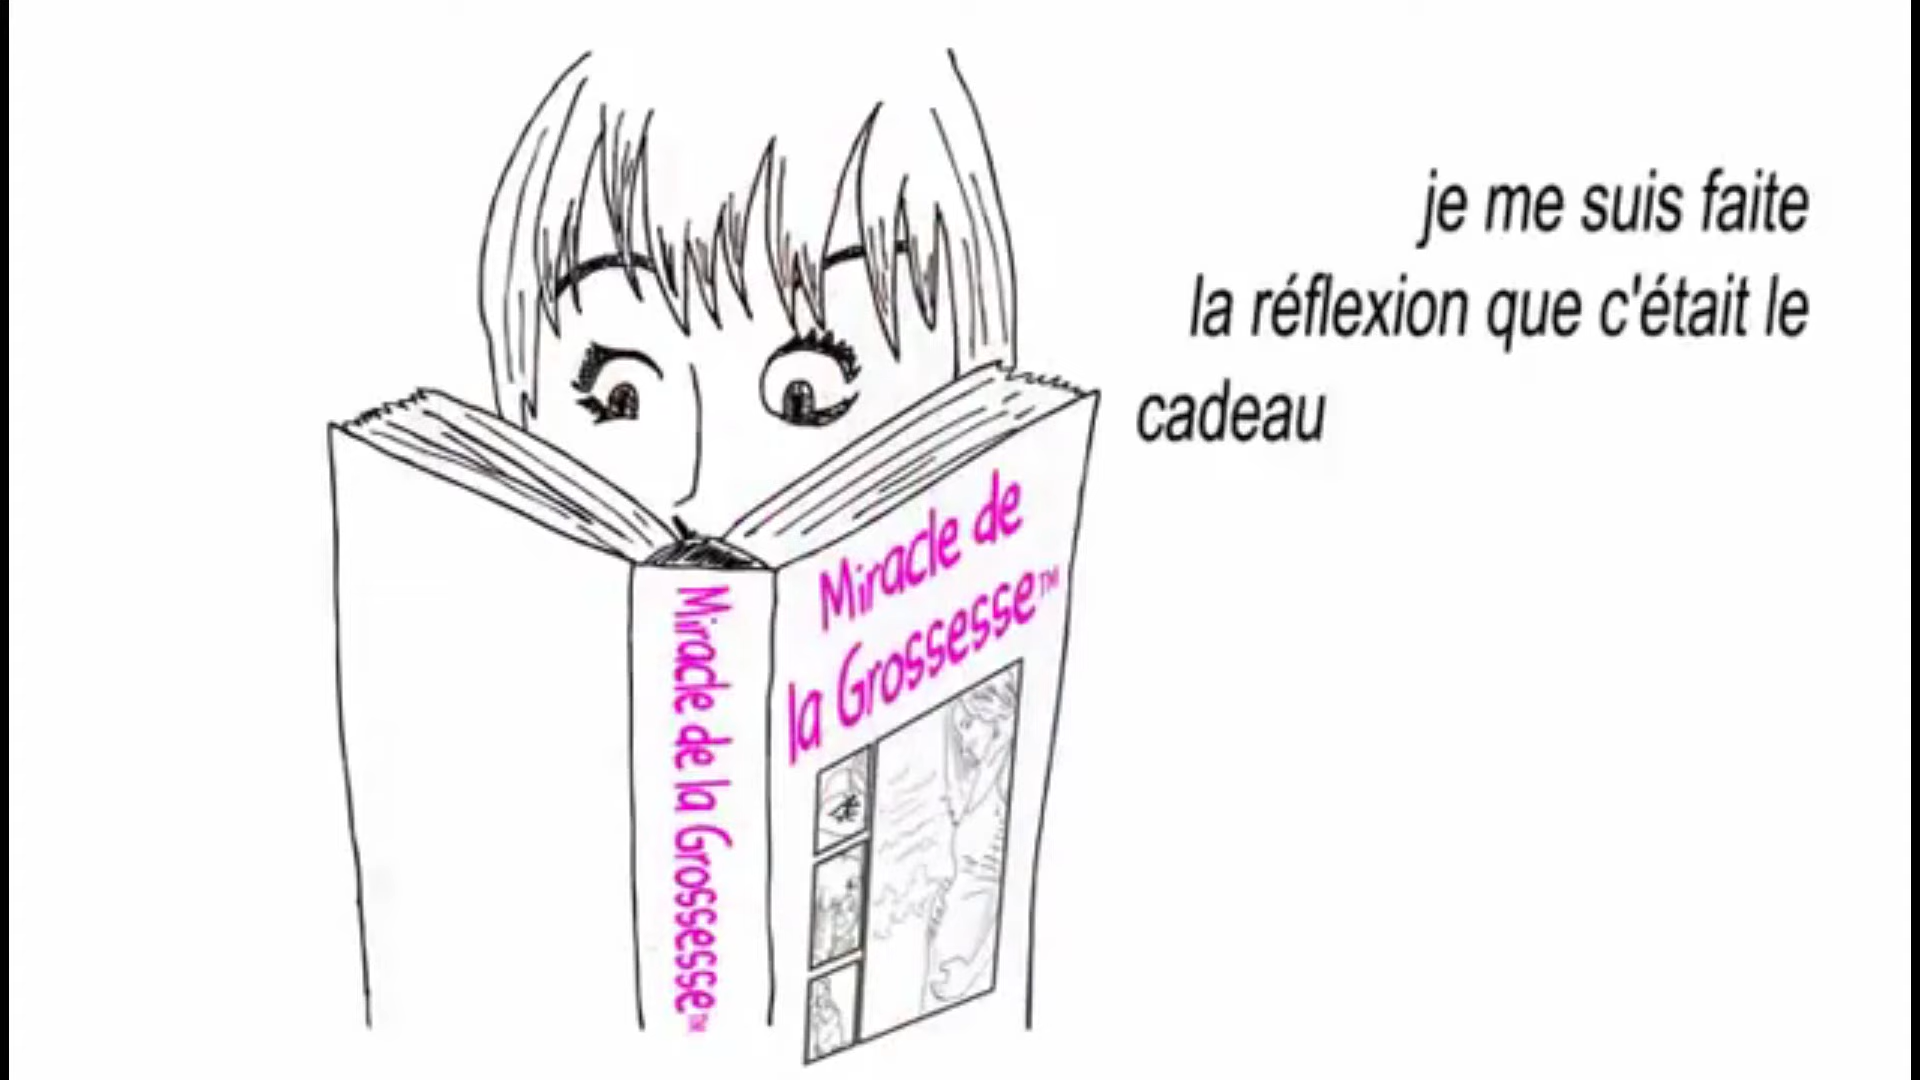 je me suis faite
la réflexion que c'était le
cadeau
Miracle de
la Grossesse™
Miracle de la Grossesse™